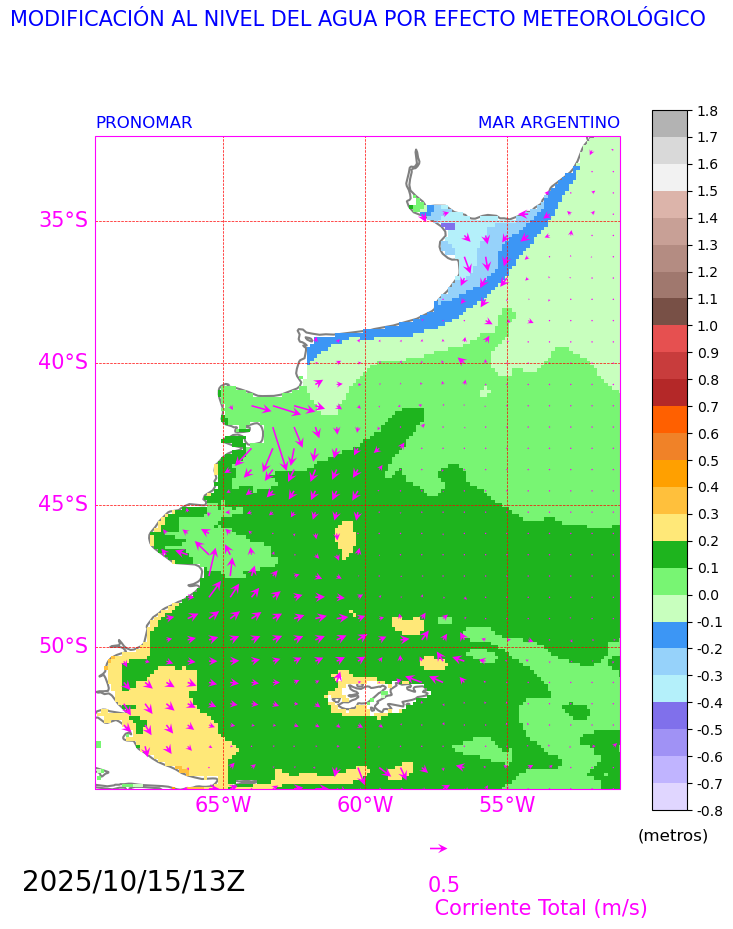 MODIFICACIÓN AL NIVEL DEL AGUA POR EFECTO METEOROLÓGICO
PRONOMAR MAR ARGENTINO
35°S
40°S
45°S
50°S
65°W 60°W 55°W
1.8
1.7
1.6
1.5
1.4
1.3
1.2
1.1
1.0
0.9
0.8
0.7
0.6
0.5
0.4
0.3
0.2
0.1
0.0
-0.1
-0.2
-0.3
-0.4
-0.5
-0.6
-0.7
-0.8
(metros)
2025/10/15/13Z
0.5
Corriente Total (m/s)